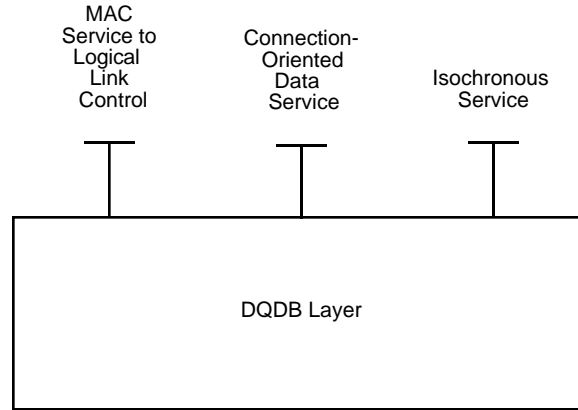 MAC
Service to
Logical
Link
Control
Connection-
Oriented
Data
Service
Isochronous
Service
DQDB Layer